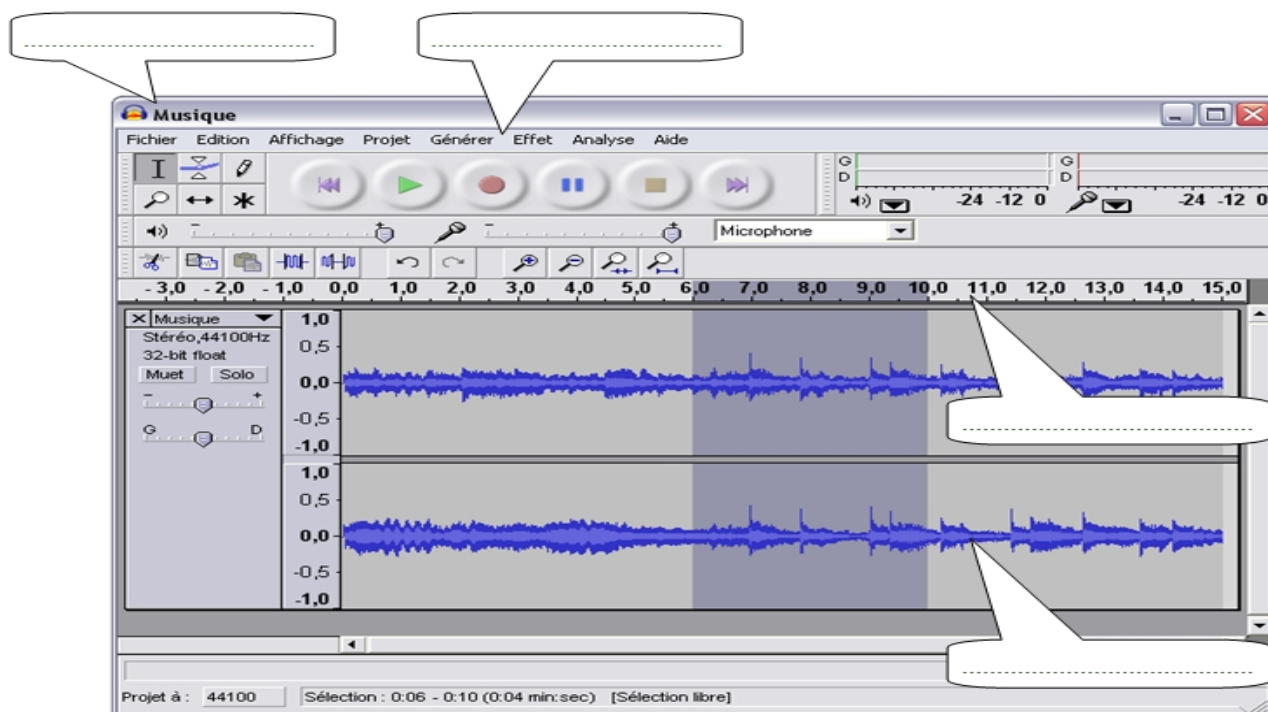 Musique
Fichier Edition Affichage Projet Générer Effet Analyse Aide
G
D
-24 -12 0
G
D
-24 -12 0
Microphone
- 3,0 - 2,0 - 1,0 0,0 1,0 2,0 3,0 4,0 5,0 6,0 7,0 8,0 9,0 10,0 11,0 12,0 13,0 14,0 15,0
Musique
Stéréo,44100Hz
32-bit float
Muet Solo
- +
G D
1,0
0,5
0,0
-0,5
-1,0
1,0
0,5
0,0
-0,5
-1,0
Projet à : 44100 Sélection : 0:06 - 0:10 (0:04 min:sec) [Sélection libre]